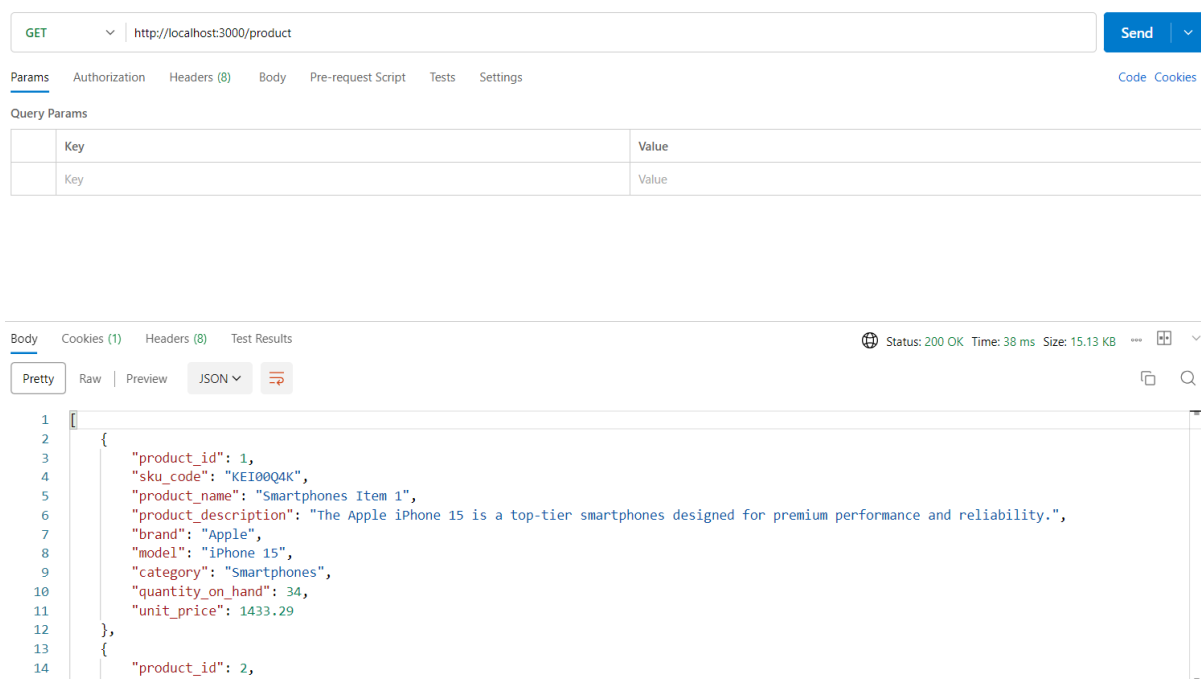 GET http://localhost:3000/product Send
Params Authorization Headers (8) Body Pre-request Script Tests Settings Code Cookies
Query Params
Key Value
Key Value
Body Cookies (1) Headers (8) Test Results Status: 200 OK Time: 38 ms Size: 15.13 KB
Pretty Raw Preview JSON
1 [
2 {
3 "product_id": 1,
4 "sku_code": "KEI00Q4K",
5 "product_name": "Smartphones Item 1",
6 "product_description": "The Apple iPhone 15 is a top-tier smartphones designed for premium performance and reliability.",
7 "brand": "Apple",
8 "model": "iPhone 15",
9 "category": "Smartphones",
10 "quantity_on_hand": 34,
11 "unit_price": 1433.29
12 },
13 {
14 "product_id": 2,